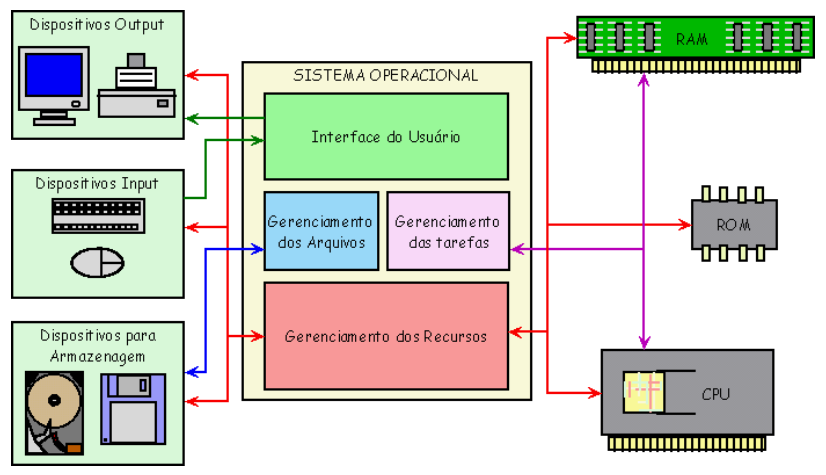 Dispositivos Output
Dispositivos Input
Dispositivos para
Armazenagem
SISTEMA OPERACIONAL
Interface do Usuário
Gerenciamento
dos Arquivos
Gerenciamento
das tarefas
Gerenciamento dos Recursos
RAM
ROM
CPU